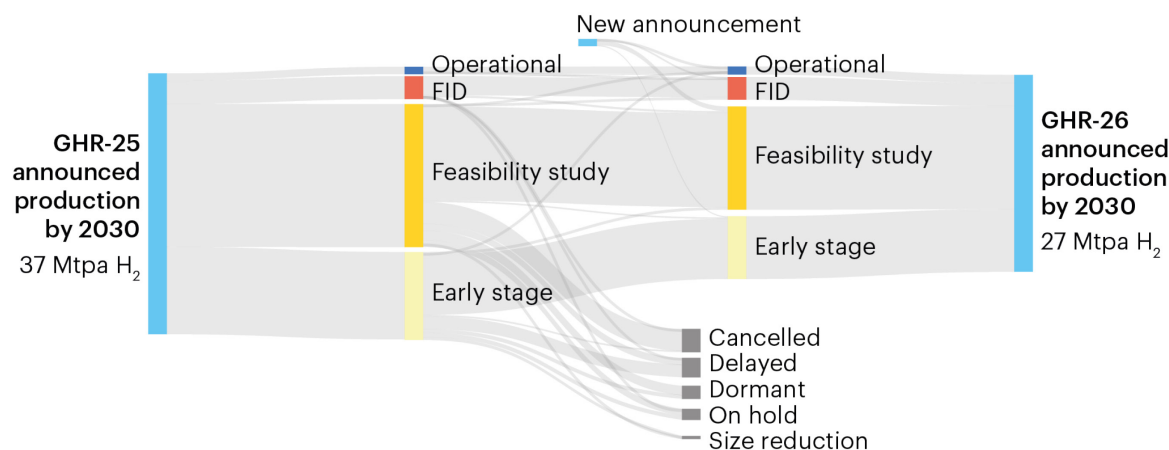 New announcement
Operational
FID
Feasibility study
Early stage
GHR-25
announced
production
by 2030
37 Mtpa H₂
Operational
FID
Feasibility study
Early stage
GHR-26
announced
production
by 2030
27 Mtpa H₂
Cancelled
Delayed
Dormant
On hold
Size reduction